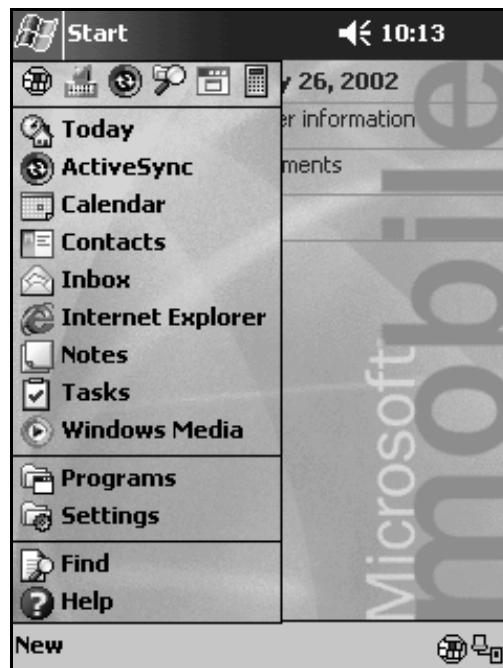 Start 10:13
y 26, 2002
er information
ments
Today
ActiveSync
Calendar
Contacts
Inbox
Internet Explorer
Notes
Tasks
Windows Media
Programs
Settings
Find
Help
Microsoft
mobile
New